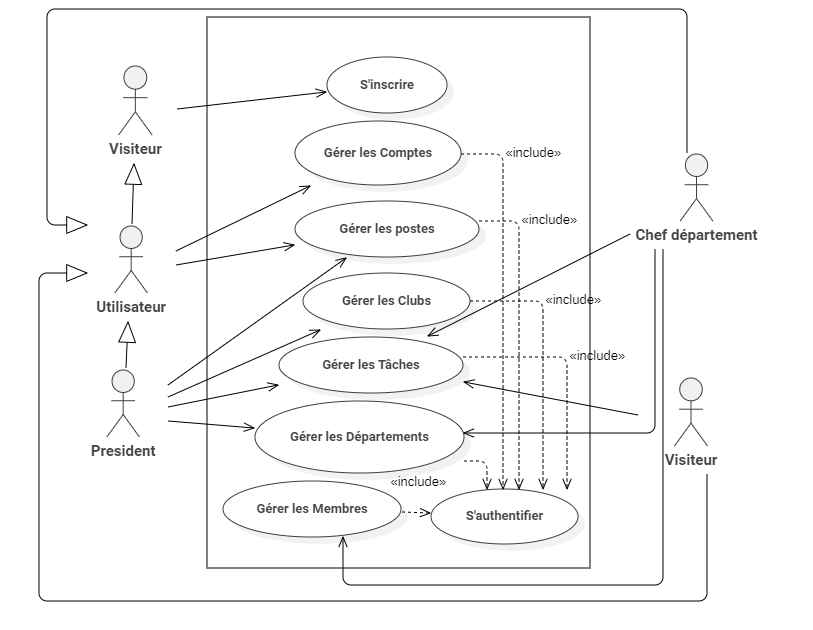 S'inscrire
Visiteur
Gérer les Comptes
«include»
Gérer les postes
«include»
Chef département
Utilisateur
Gérer les Clubs
«include»
Gérer les Tâches
«include»
President
Gérer les Départements
Visiteur
«include»
Gérer les Membres
S'authentifier